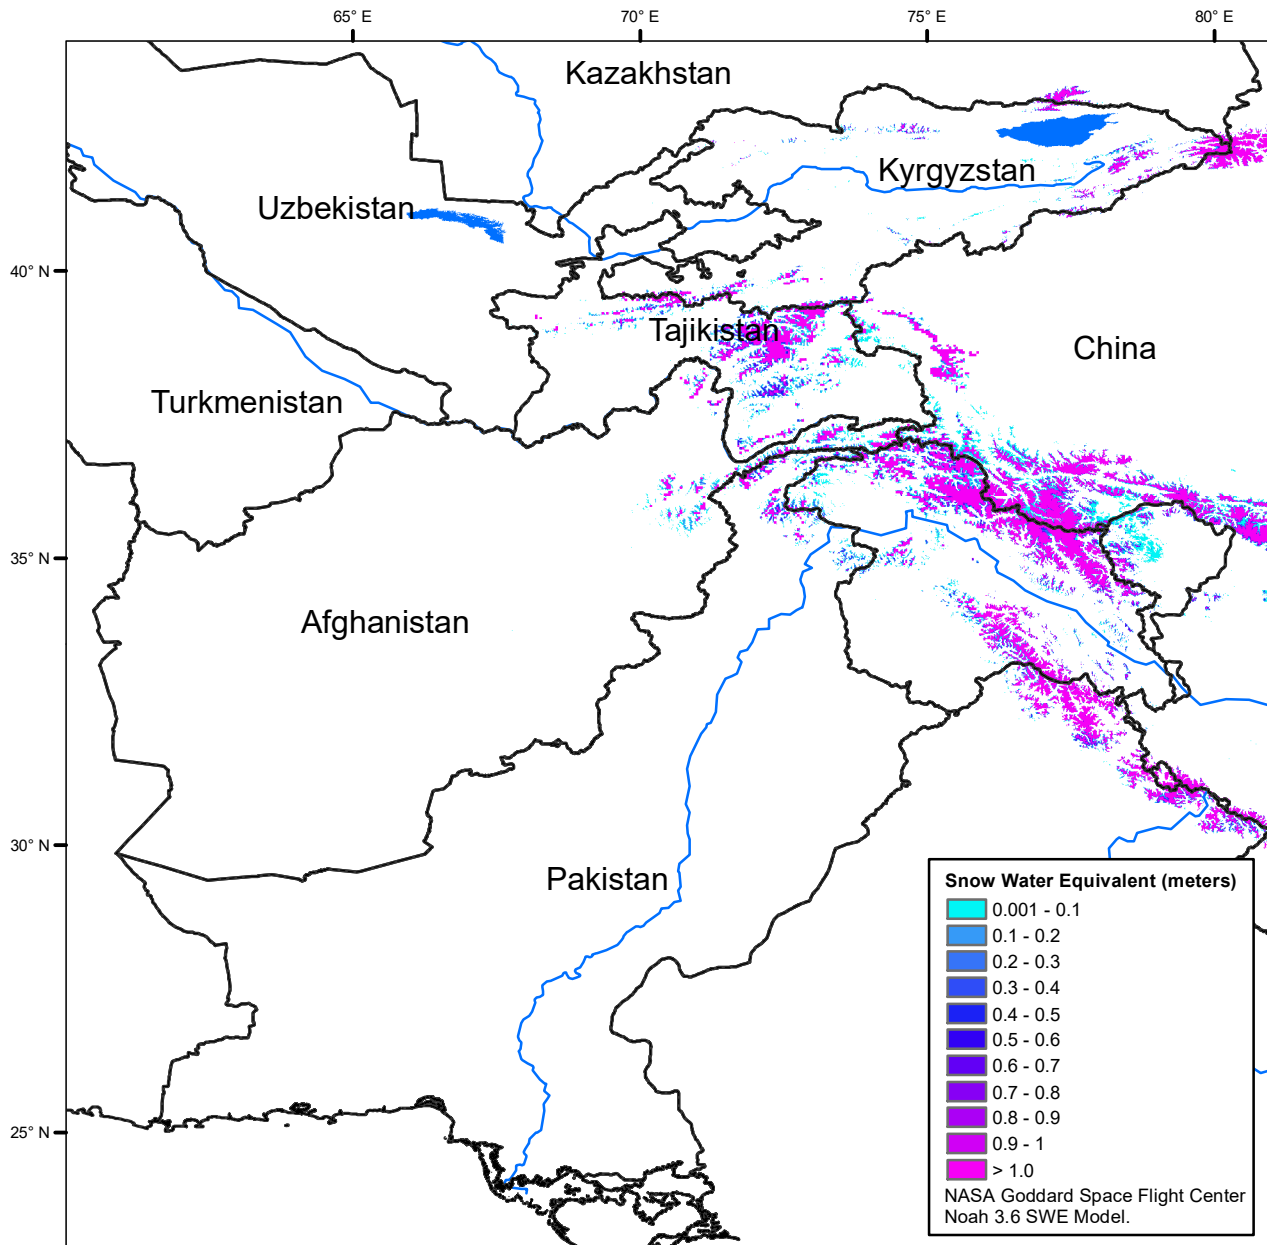 65° E
70° E
75° E
80° E
Kazakhstan
Kyrgyzstan
Uzbekistan
40° N
Tajikistan
China
Turkmenistan
35° N
Afghanistan
30° N
Pakistan
25° N
Snow Water Equivalent (meters)
0.001 - 0.1
0.1 - 0.2
0.2 - 0.3
0.3 - 0.4
0.4 - 0.5
0.5 - 0.6
0.6 - 0.7
0.7 - 0.8
0.8 - 0.9
0.9 - 1
> 1.0
NASA Goddard Space Flight Center
Noah 3.6 SWE Model.